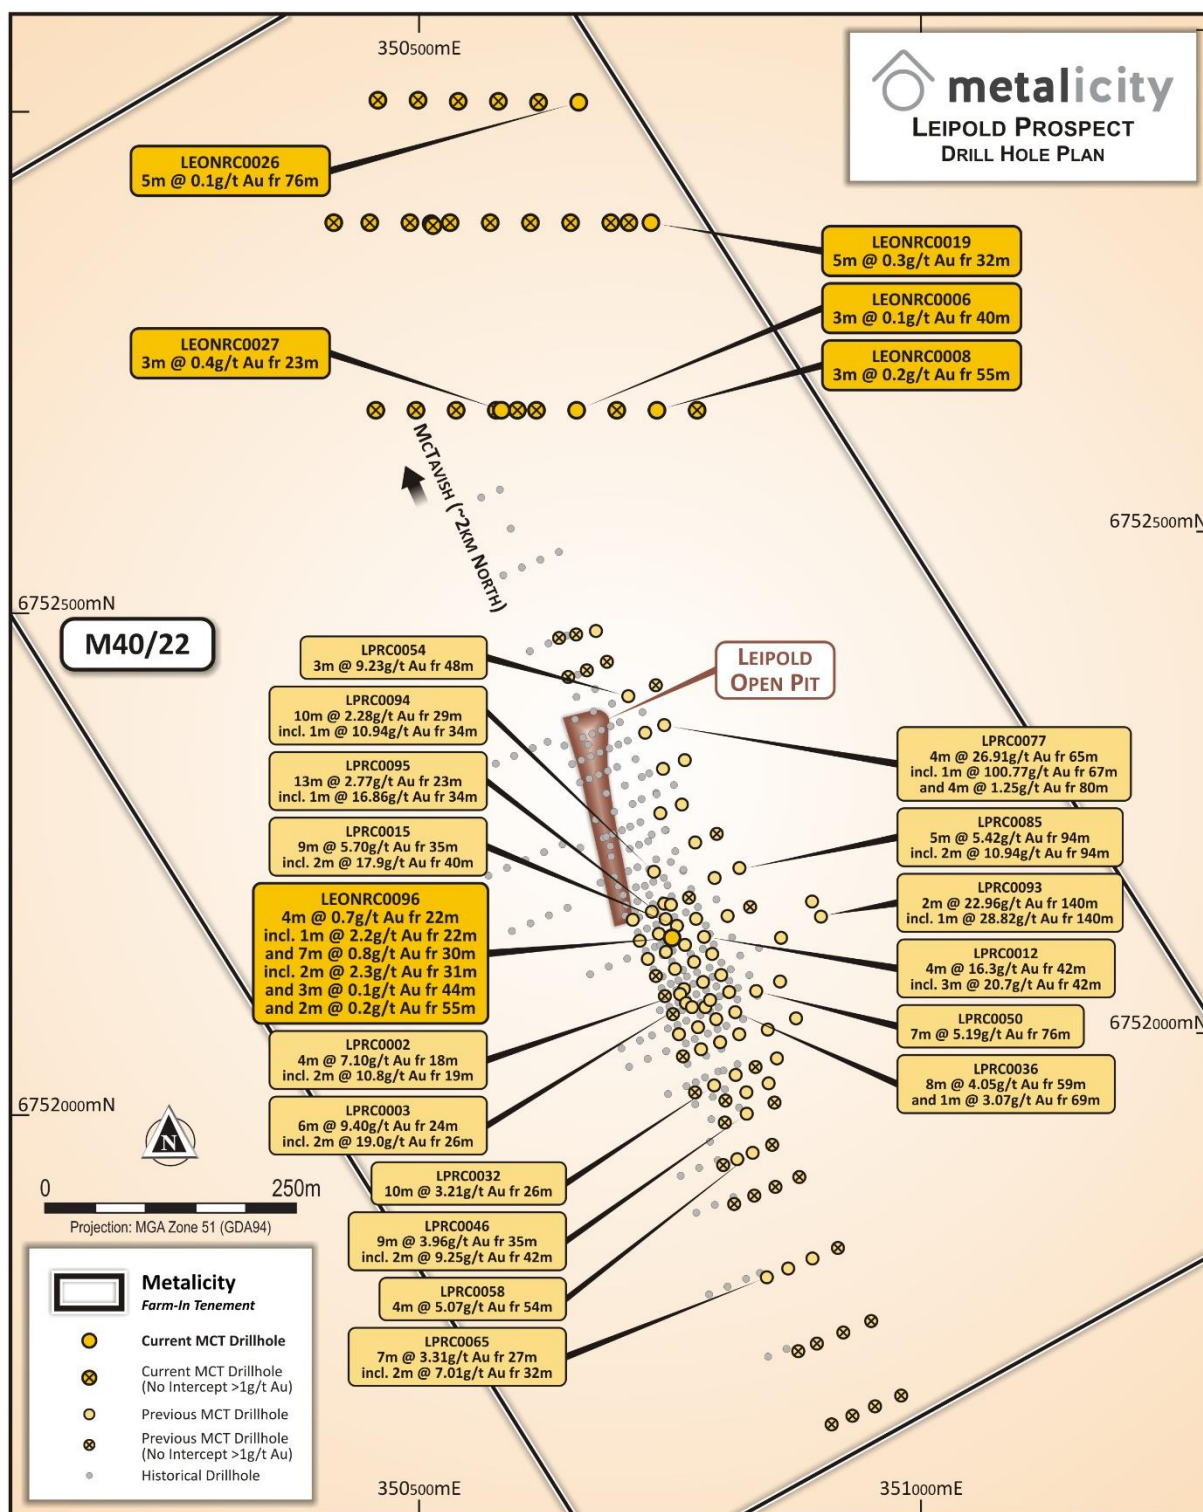 350500mE
metalicity
LEIPOLD PROSPECT
DRILL HOLE PLAN
LEONRC0026
5m @ 0.1g/t Au fr 76m
LEONRC0019
5m @ 0.3g/t Au fr 32m
LEONRC0006
3m @ 0.1g/t Au fr 40m
LEONRC0027
3m @ 0.4g/t Au fr 23m
LEONRC0008
3m @ 0.2g/t Au fr 55m
MCTAVISH (~2KM NORTH)
6752500mN
6752500mN
M40/22
LEIPOLD
OPEN PIT
LPRC0054
3m @ 9.23g/t Au fr 48m
LPRC0094
10m @ 2.28g/t Au fr 29m
incl. 1m @ 10.94g/t Au fr 34m
LPRC0095
13m @ 2.77g/t Au fr 23m
incl. 1m @ 16.86g/t Au fr 34m
LPRC0015
9m @ 5.70g/t Au fr 35m
incl. 2m @ 17.9g/t Au fr 40m
LEONRC0096
4m @ 0.7g/t Au fr 22m
incl. 1m @ 2.2g/t Au fr 22m
and 7m @ 0.8g/t Au fr 30m
incl. 2m @ 2.3g/t Au fr 31m
and 3m @ 0.1g/t Au fr 44m
and 2m @ 0.2g/t Au fr 55m
LPRC0002
4m @ 7.10g/t Au fr 18m
incl. 2m @ 10.8g/t Au fr 19m
LPRC0003
6m @ 9.40g/t Au fr 24m
incl. 2m @ 19.0g/t Au fr 26m
LPRC0032
10m @ 3.21g/t Au fr 26m
LPRC0046
9m @ 3.96g/t Au fr 35m
incl. 2m @ 9.25g/t Au fr 42m
LPRC0058
4m @ 5.07g/t Au fr 54m
LPRC0065
7m @ 3.31g/t Au fr 27m
incl. 2m @ 7.01g/t Au fr 32m
LPRC0077
4m @ 26.91g/t Au fr 65m
incl. 1m @ 100.77g/t Au fr 67m
and 4m @ 1.25g/t Au fr 80m
LPRC0085
5m @ 5.42g/t Au fr 94m
incl. 2m @ 10.94g/t Au fr 94m
LPRC0093
2m @ 22.96g/t Au fr 140m
incl. 1m @ 28.82g/t Au fr 140m
LPRC0012
4m @ 16.3g/t Au fr 42m
incl. 3m @ 20.7g/t Au fr 42m
LPRC0050
7m @ 5.19g/t Au fr 76m
LPRC0036
8m @ 4.05g/t Au fr 59m
and 1m @ 3.07g/t Au fr 69m
6752000mN
6752000mN
N
0 250m
Projection: MGA Zone 51 (GDA94)
Metalicity
Farm-In Tenement
Current MCT Drillhole
Current MCT Drillhole
(No Intercept >1g/t Au)
Previous MCT Drillhole
Previous MCT Drillhole
(No Intercept >1g/t Au)
Historical Drillhole
350500mE
351000mE